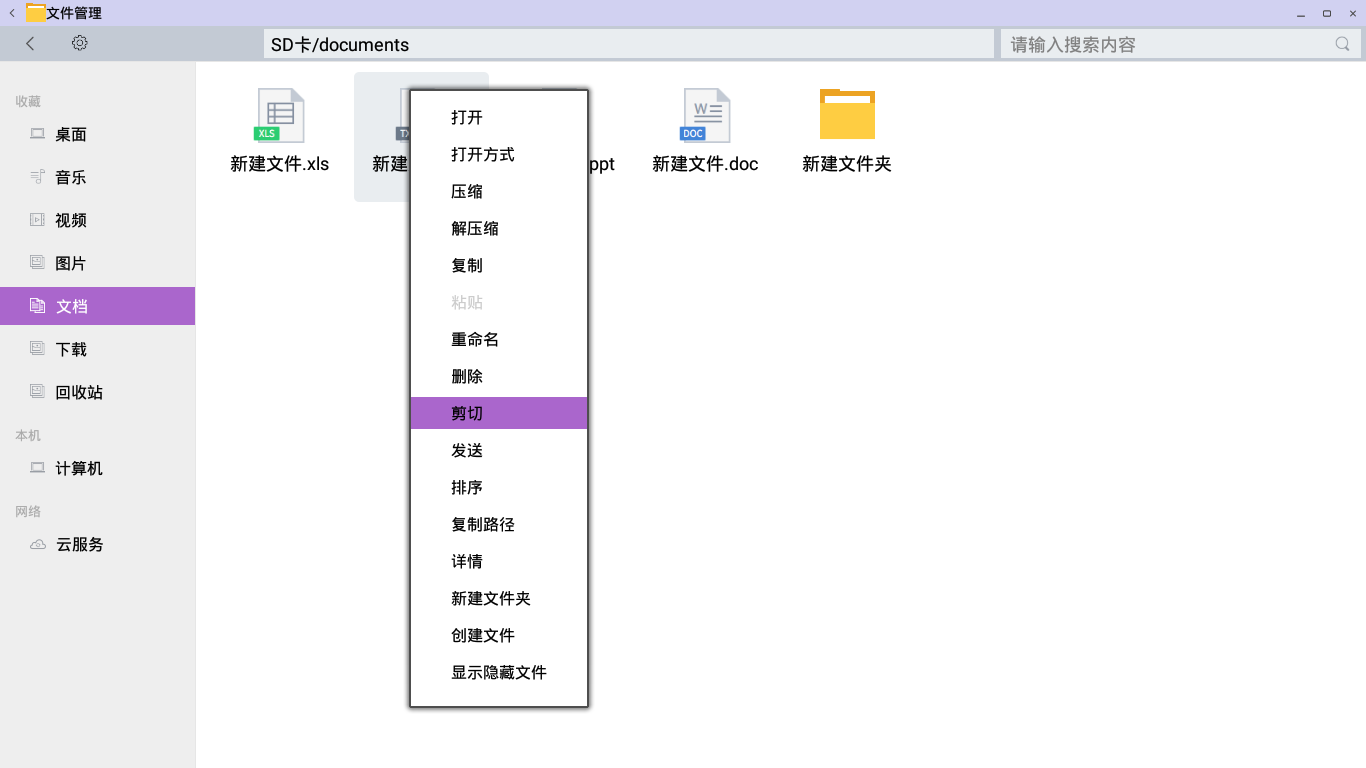 文件管理
SD卡/documents
请输入搜索内容
收藏
桌面
音乐
视频
图片
文档
下载
回收站
本机
计算机
网络
云服务
XLS
新建文件.xls
新建
ppt
W
DOC
新建文件.doc
新建文件夹
打开
打开方式
压缩
解压缩
复制
粘贴
重命名
删除
剪切
发送
排序
复制路径
详情
新建文件夹
创建文件
显示隐藏文件